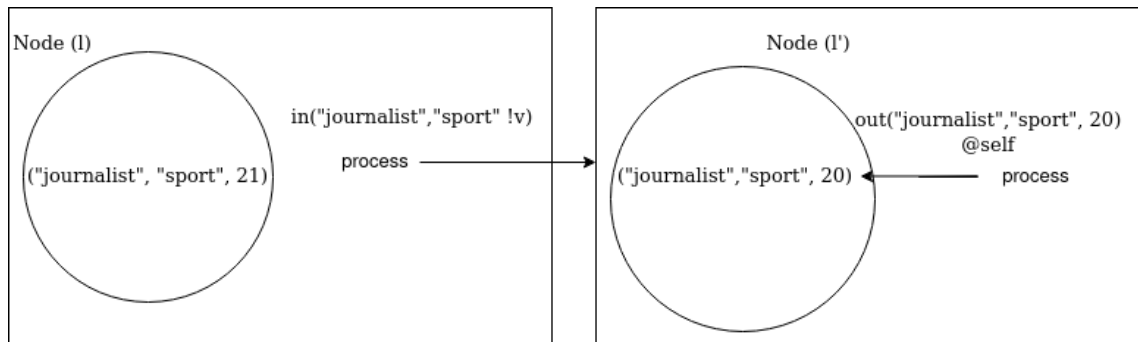 Node (l)
in("journalist","sport" !v)
process
("journalist", "sport", 21)
Node (l')
out("journalist","sport", 20)
@self
("journalist","sport", 20)
process